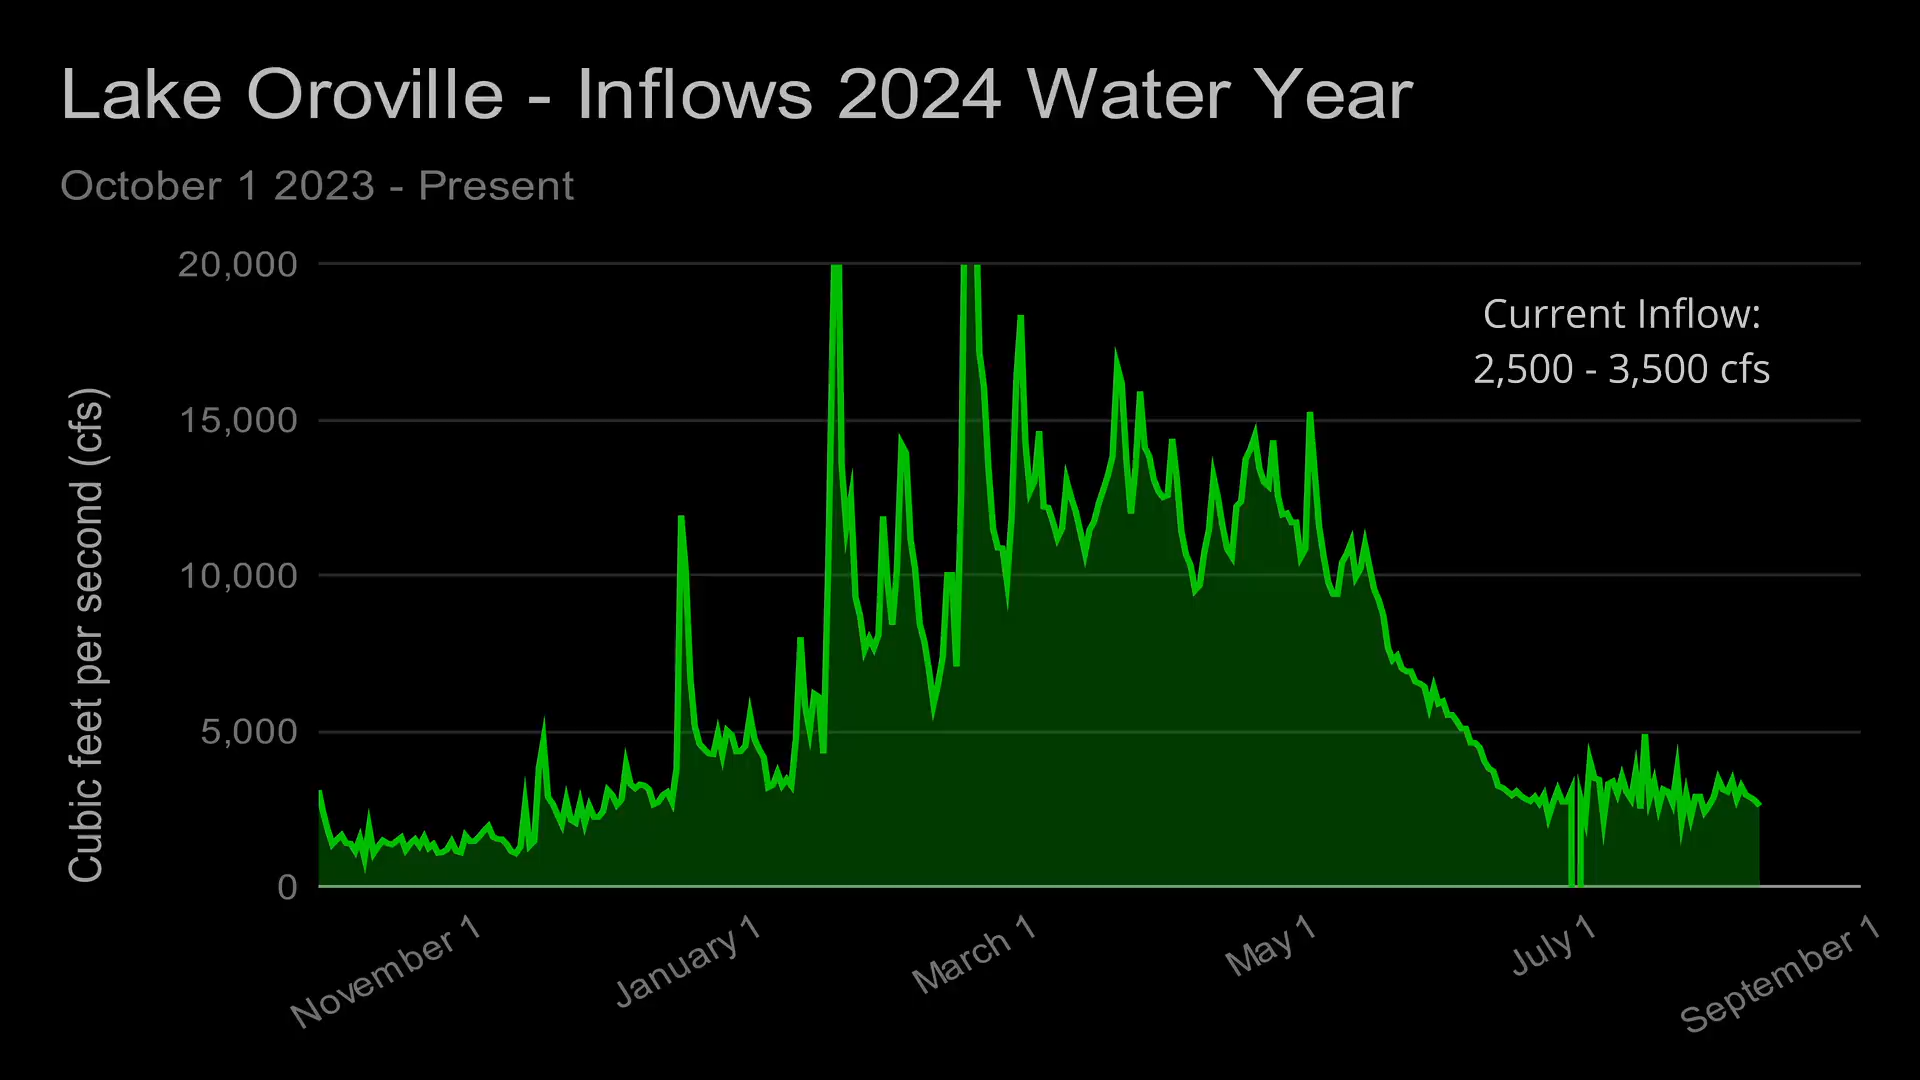 Lake Oroville - Inflows 2024 Water Year
October 1 2023 - Present
Current Inflow:
2,500 - 3,500 cfs
Cubic feet per second (cfs)
20,000
15,000
10,000
5,000
0
November 1
January 1
March 1
May 1
July 1
September 1